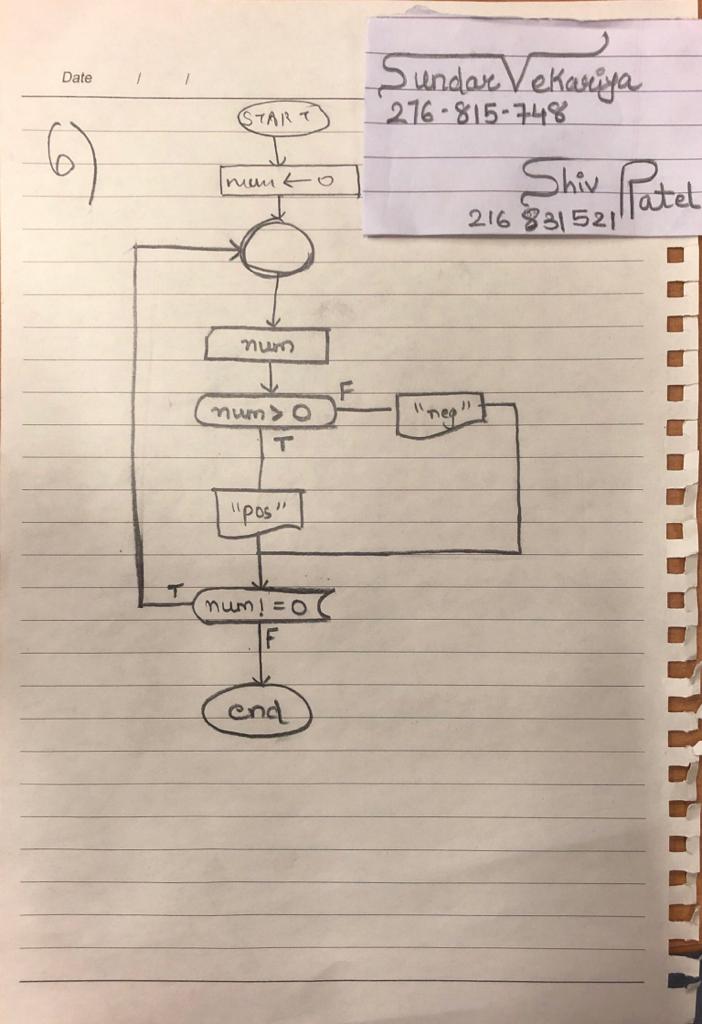 Date / /
Sundar Vekariya
216-815-748
Shiv Patel
216 831521
6)
START
num ← 0
num
num > 0
F
"neg"
T
"pos"
T
num! = 0
F
end